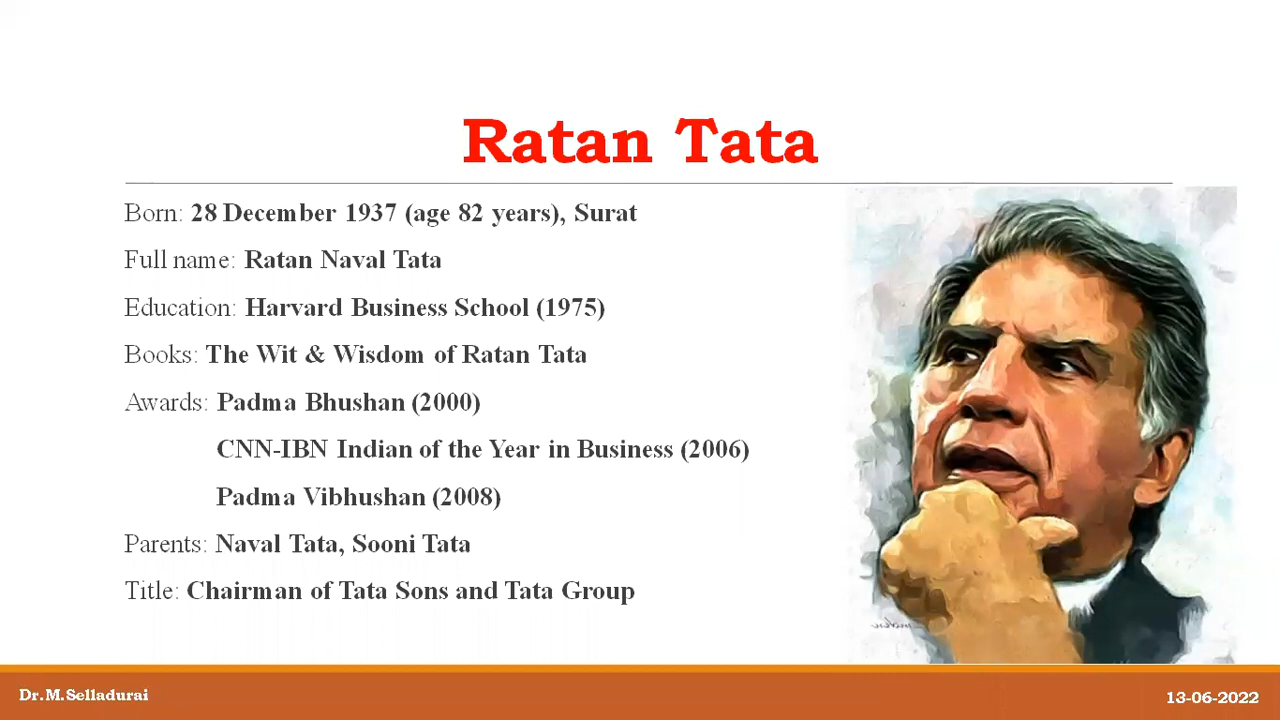 Ratan Tata
Born: 28 December 1937 (age 82 years), Surat
Full name: Ratan Naval Tata
Education: Harvard Business School (1975)
Books: The Wit & Wisdom of Ratan Tata
Awards: Padma Bhushan (2000)
CNN-IBN Indian of the Year in Business (2006)
Padma Vibhushan (2008)
Parents: Naval Tata, Sooni Tata
Title: Chairman of Tata Sons and Tata Group
Dr.M.Selladurai
13-06-2022